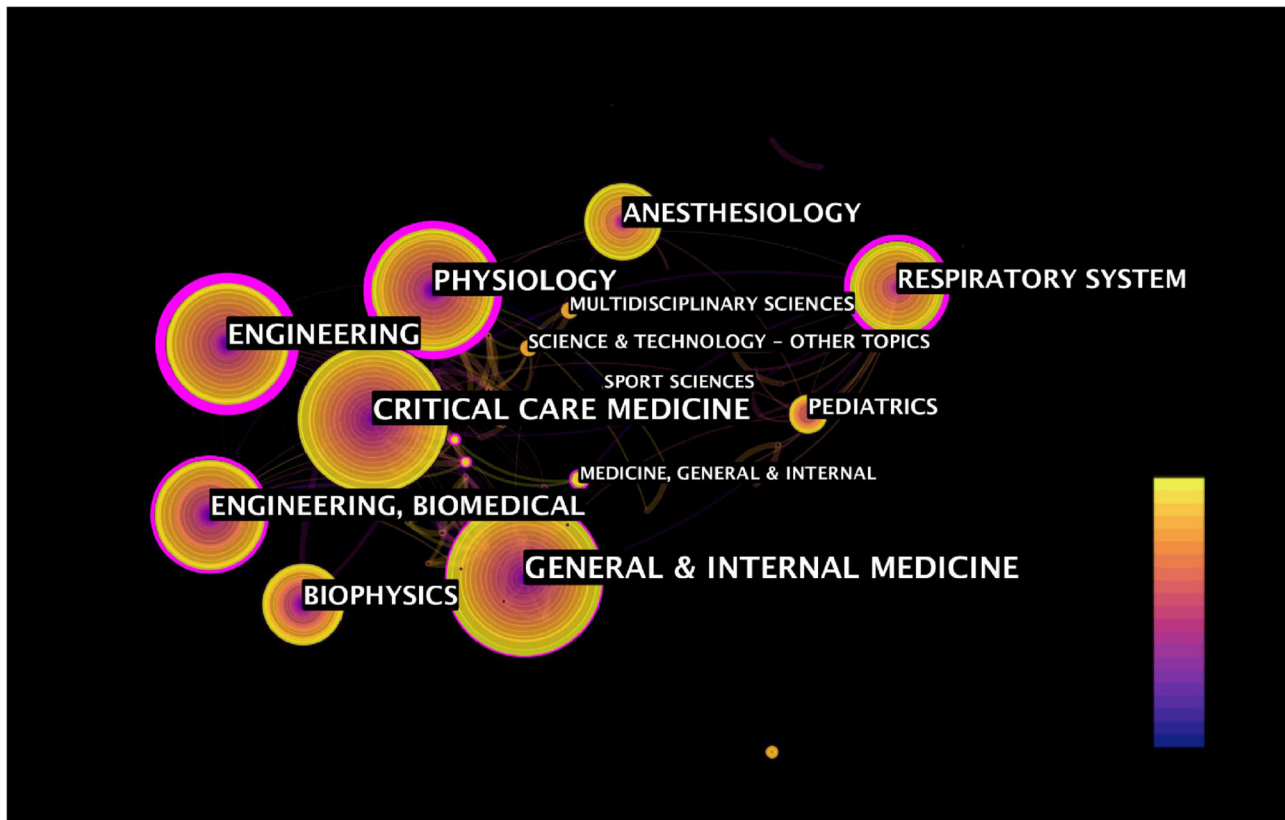 ANESTHESIOLOGY
PHYSIOLOGY
RESPIRATORY SYSTEM
MULTIDISCIPLINARY SCIENCES
ENGINEERING
SCIENCE & TECHNOLOGY – OTHER TOPICS
SPORT SCIENCES
CRITICAL CARE MEDICINE
PEDIATRICS
MEDICINE, GENERAL & INTERNAL
ENGINEERING, BIOMEDICAL
GENERAL & INTERNAL MEDICINE
BIOPHYSICS